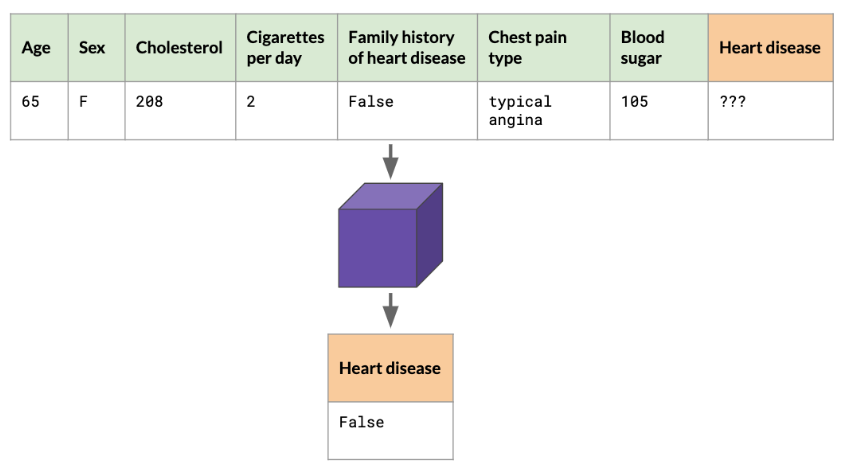 Age Sex Cholesterol Cigarettes per day Family history of heart disease Chest pain type Blood sugar Heart disease
65 F 208 2 False typical angina 105 ???
Heart disease
False